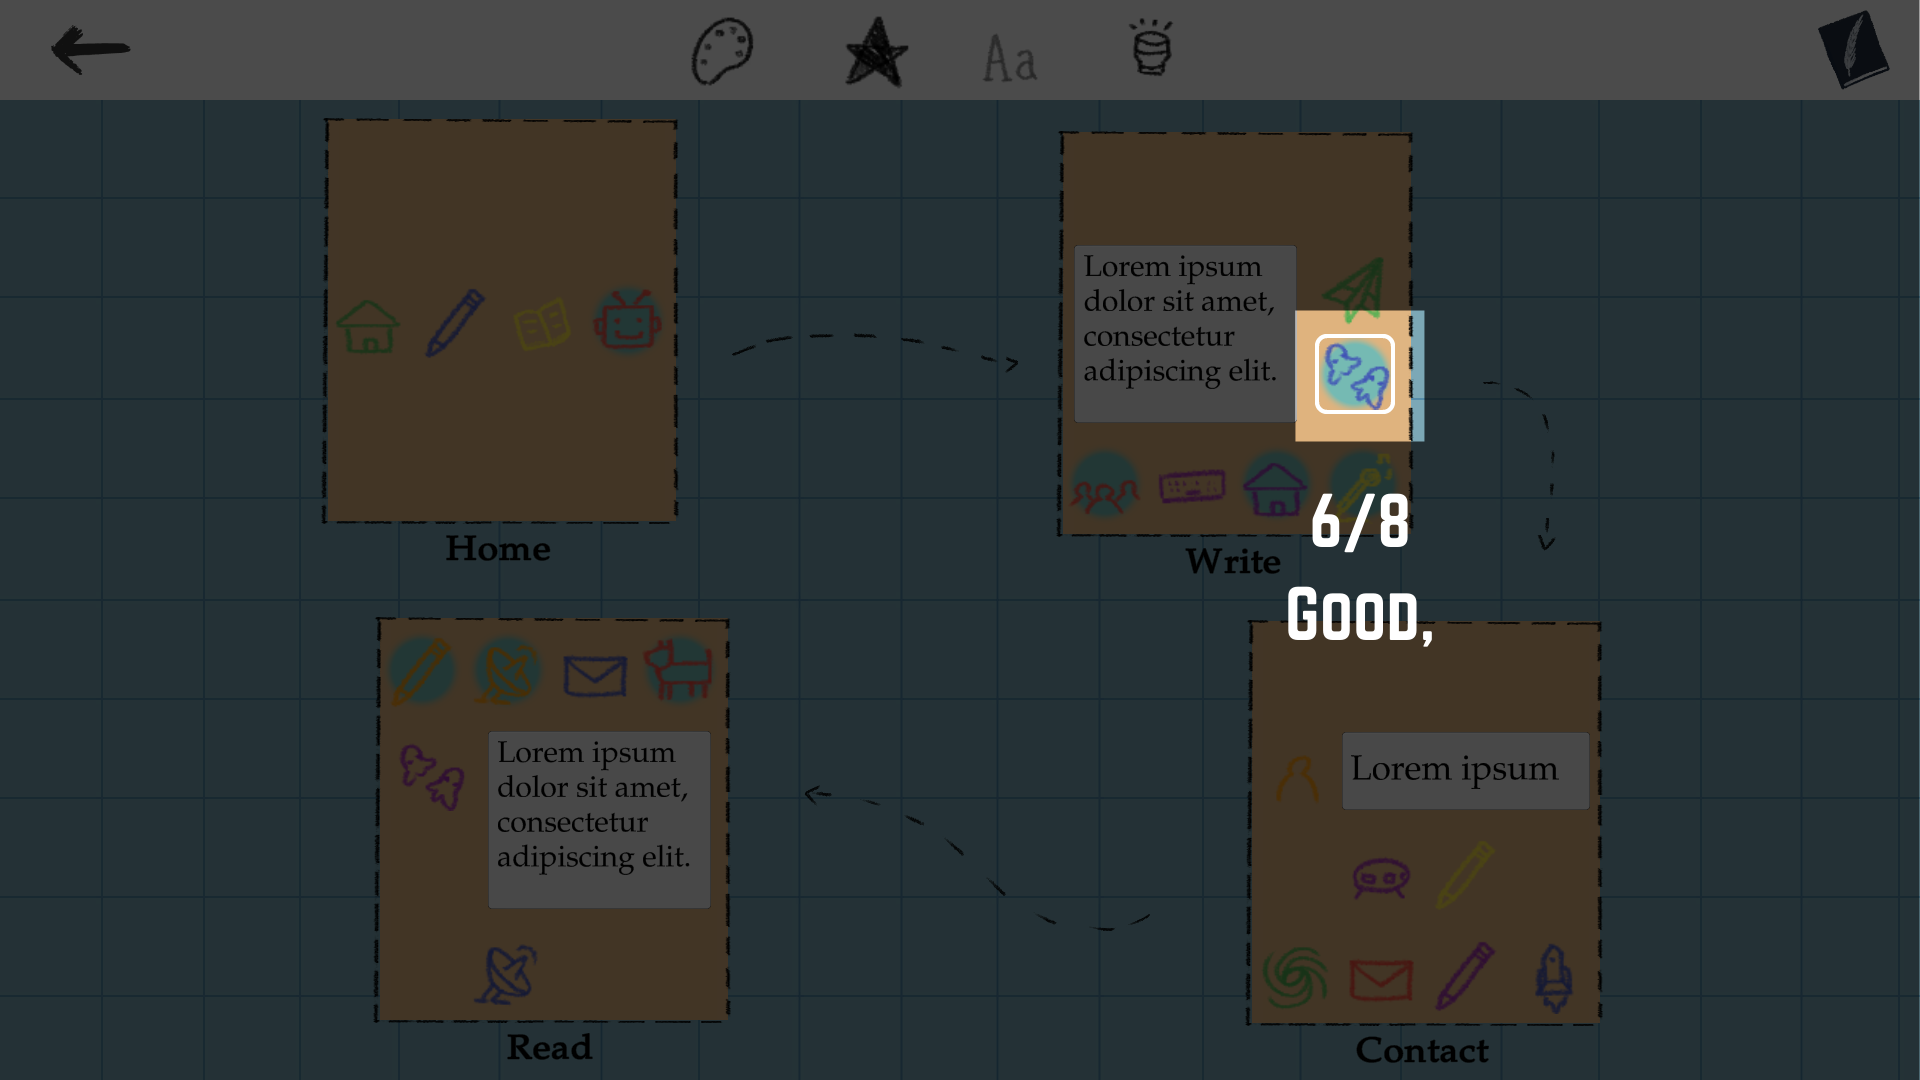 Aa
Lorem ipsum
dolor sit amet,
consectetur
adipiscing elit.
Home
Write
6/8
Good,
Lorem ipsum
dolor sit amet,
consectetur
adipiscing elit.
Lorem ipsum
Read
Contact